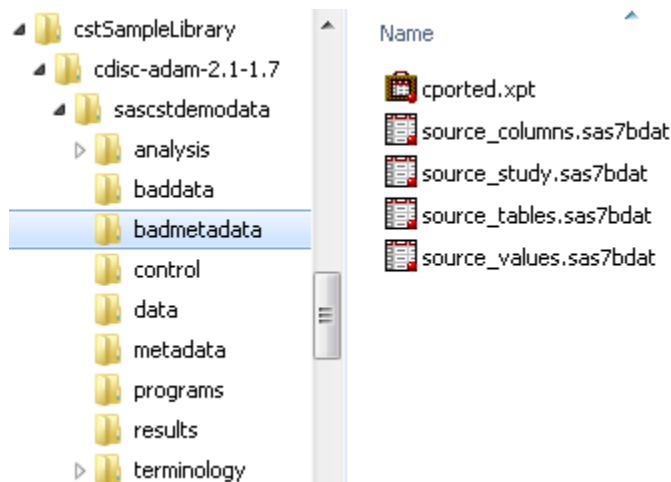 cstSampleLibrary
cdisc-adam-2.1-1.7
sascstdemodata
analysis
baddata
badmetadata
control
data
metadata
programs
results
terminology
Name
cported.xpt
source_columns.sas7bdat
source_study.sas7bdat
source_tables.sas7bdat
source_values.sas7bdat